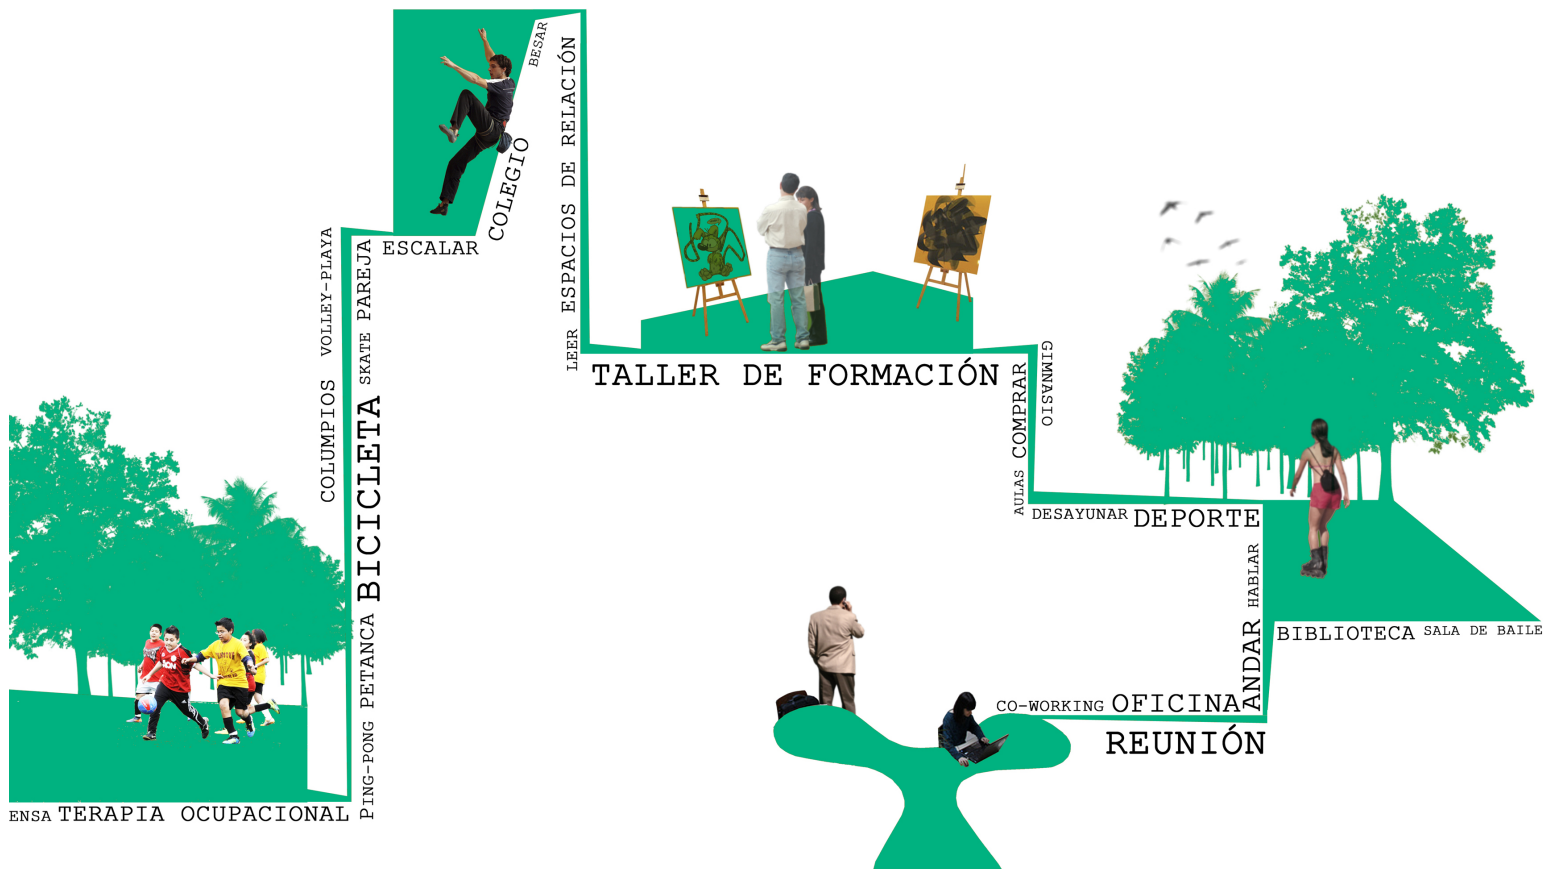 ENSA TERAPIA OCUPACIONAL
PING-PONG PETANCA BICICLETA SKATE PAREJA
COLUMPIOS VOLLEY-PLAYA
ESCALAR
COLEGIO
BESAR
LEER ESPACIOS DE RELACIÓN
TALLER DE FORMACIÓN
GIMNASIO
AULAS COMPRAR
DESAYUNAR DEPORTE
ANDAR HABLAR
BIBLIOTECA SALA DE BAILE
CO-WORKING OFICINA
REUNIÓN